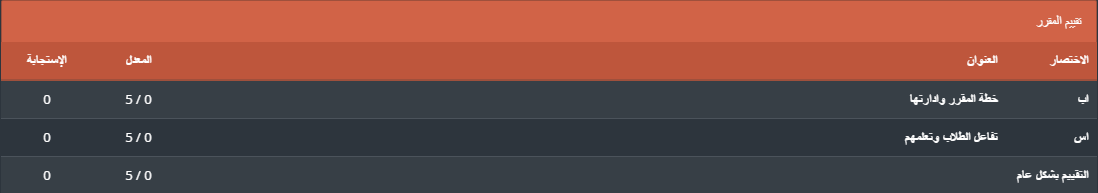 تقييم المقرر
الاختصار العنوان المعدل الإستجابة
اب خطة المقرر وادارتها 5 / 0 0
اس تفاعل الطلاب وتعلمهم 5 / 0 0
التقييم بشكل عام 5 / 0 0